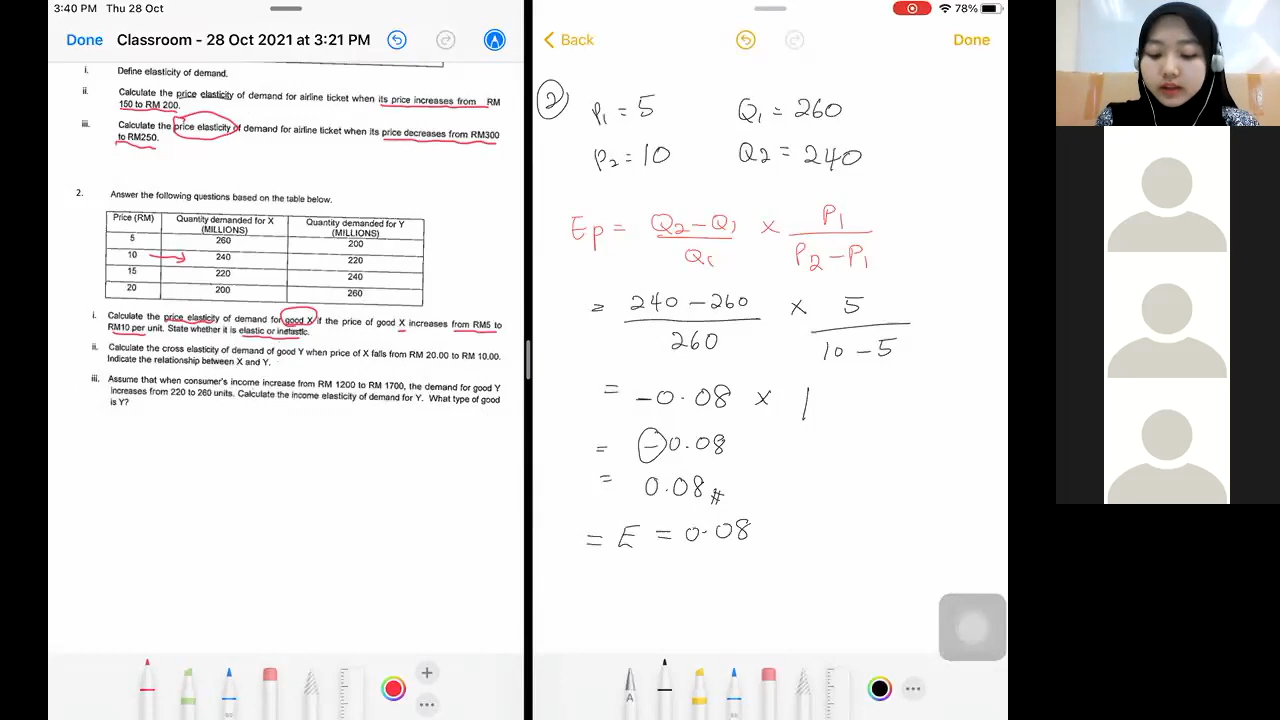 3:40 PM Thu 28 Oct
78%
Done Classroom - 28 Oct 2021 at 3:21 PM
Back Done
i. Define elasticity of demand.
ii. Calculate the price elasticity of demand for airline ticket when its price increases from RM
150 to RM 200.
iii. Calculate the price elasticity of demand for airline ticket when its price decreases from RM300
to RM250.
2. Answer the following questions based on the table below.
Price (RM) Quantity demanded for X Quantity demanded for Y
(MILLIONS) (MILLIONS)
5 260 200
10 240 220
15 220 240
20 200 260
i. Calculate the price elasticity of demand for good X if the price of good X increases from RM5 to
RM10 per unit. State whether it is elastic or inelastic.
ii. Calculate the cross elasticity of demand of good Y when price of X falls from RM 20.00 to RM 10.00.
Indicate the relationship between X and Y.
iii. Assume that when consumer's income increase from RM 1200 to RM 1700, the demand for good Y
increases from 220 to 260 units. Calculate the income elasticity of demand for Y. What type of good
is Y?
2 P1 = 5 Q1 = 260
P2 = 10 Q2 = 240
Ep = Q2 - Q1 × P1
Q1 P2 - P1
= 240 - 260 × 5
260 10 - 5
= -0.08 × 1
= -0.08
= 0.08 #
= E = 0.08
A